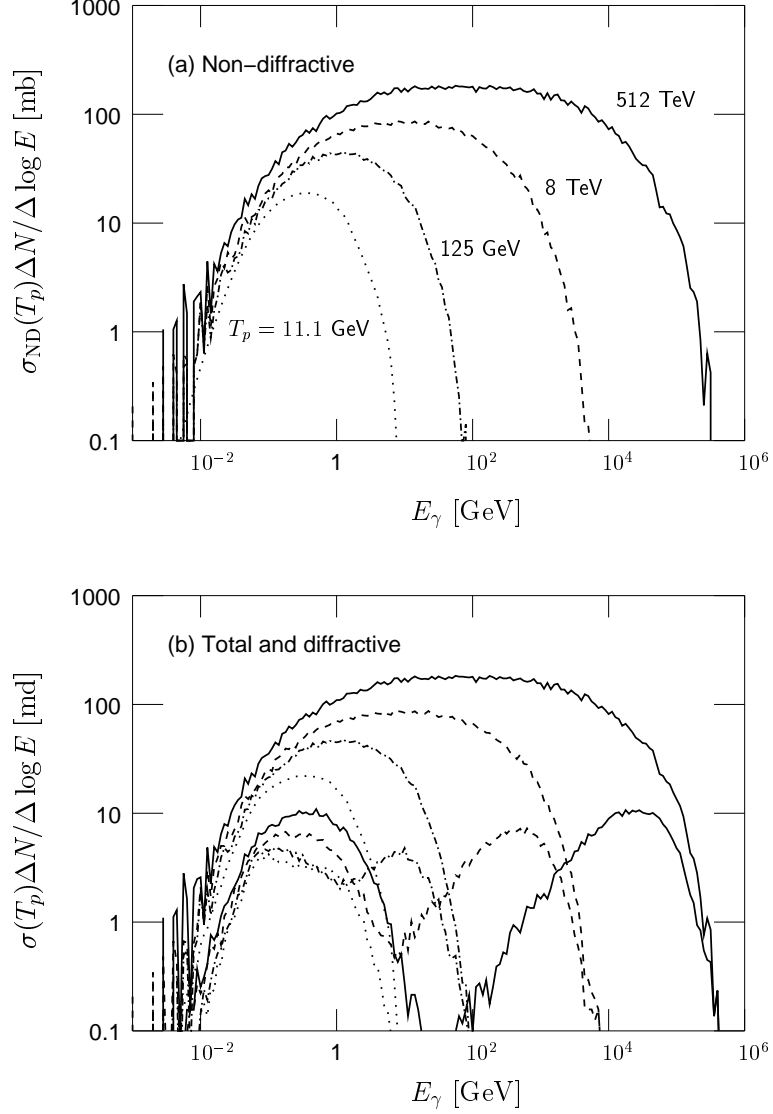 1000
(a) Non−diffractive
512 TeV
100
8 TeV
10
125 GeV
T_p = 11.1 GeV
1
0.1
10^−2 1 10^2 10^4 10^6
E_γ [GeV]
σ_ND(T_p)ΔN/Δ log E [mb]
1000
(b) Total and diffractive
100
10
1
0.1
10^−2 1 10^2 10^4 10^6
E_γ [GeV]
σ(T_p)ΔN/Δ log E [md]